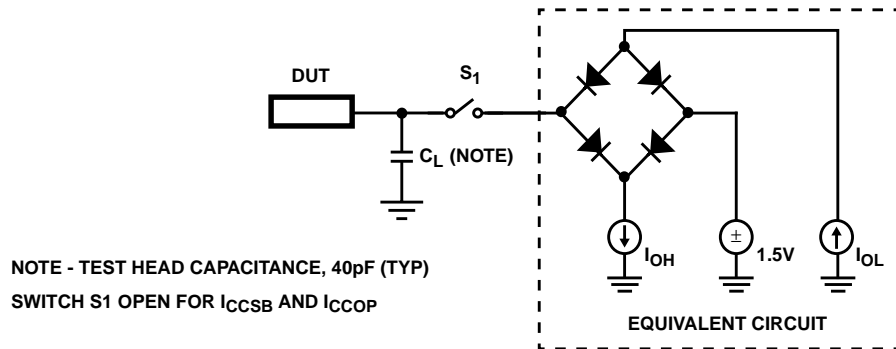 DUT
S1
CL (NOTE)
IOH
±
1.5V
IOL
NOTE - TEST HEAD CAPACITANCE, 40pF (TYP)
SWITCH S1 OPEN FOR ICCSB AND ICCOP
EQUIVALENT CIRCUIT